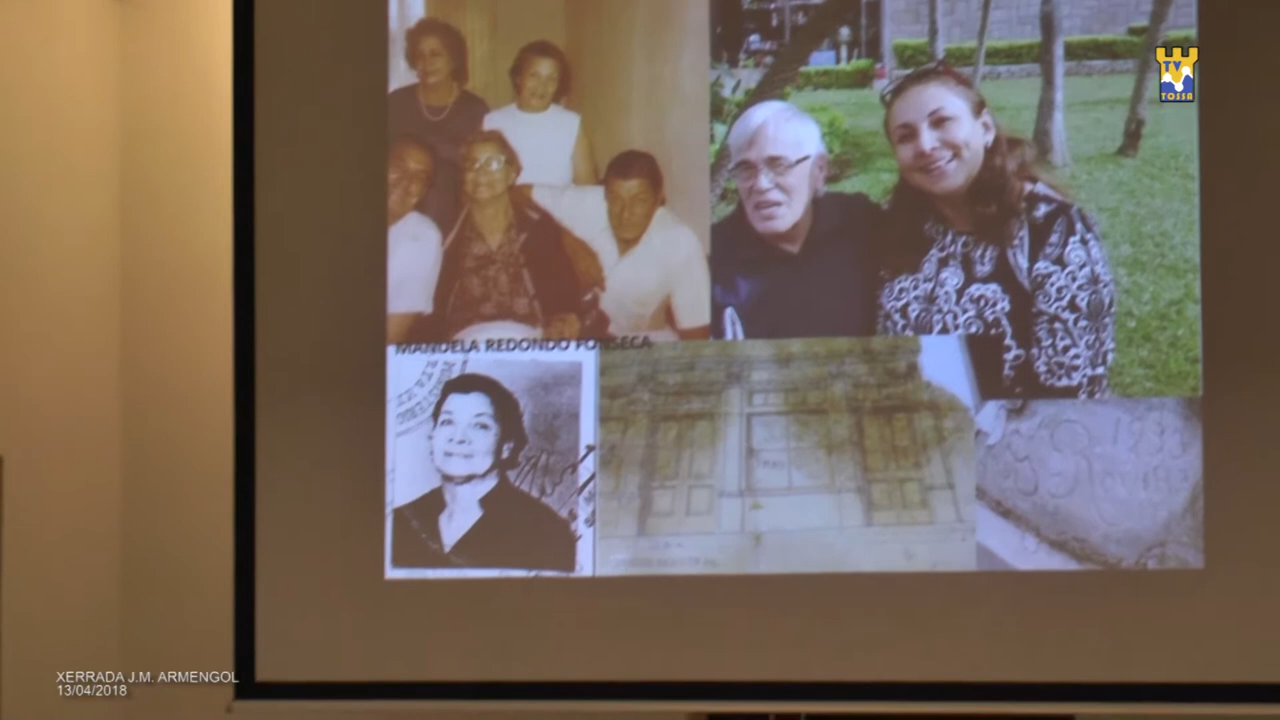 TV
TOSSA
MANUELA REDONDO FONSECA
XERRADA J.M. ARMENGOL
13/04/2018